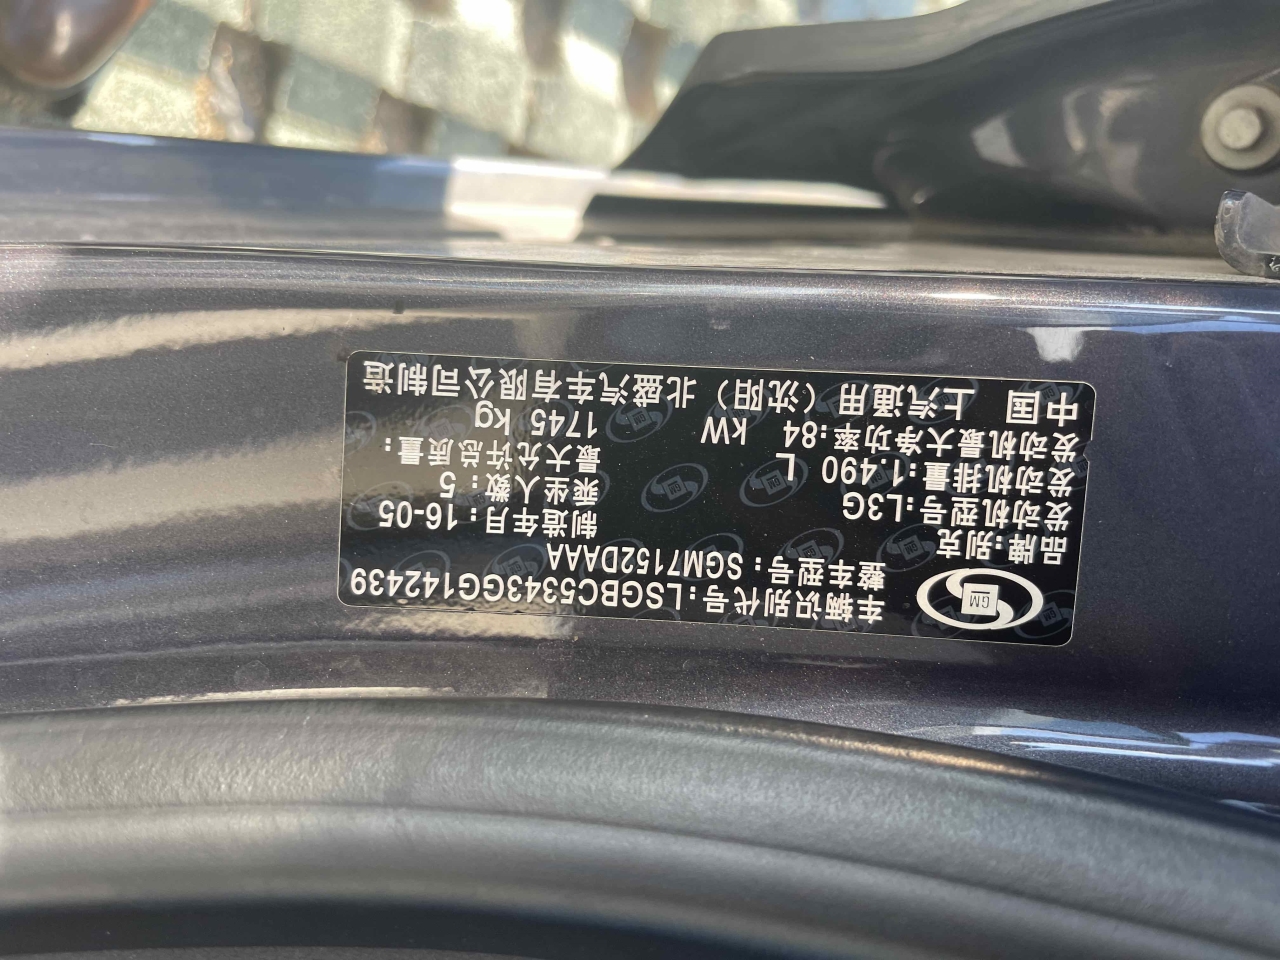 GM
车辆识别代号:LSGBC5343GG142439
整车型号:SGM7152DAAA
品牌:别克
发动机型号:L3G
制造年月:16-05
发动机排量:1.490 L
乘坐人数:5
发动机最大净功率:84 kW
最大允许总质量:
1745 kg
中国 上汽通用（沈阳）北盛汽车有限公司制造